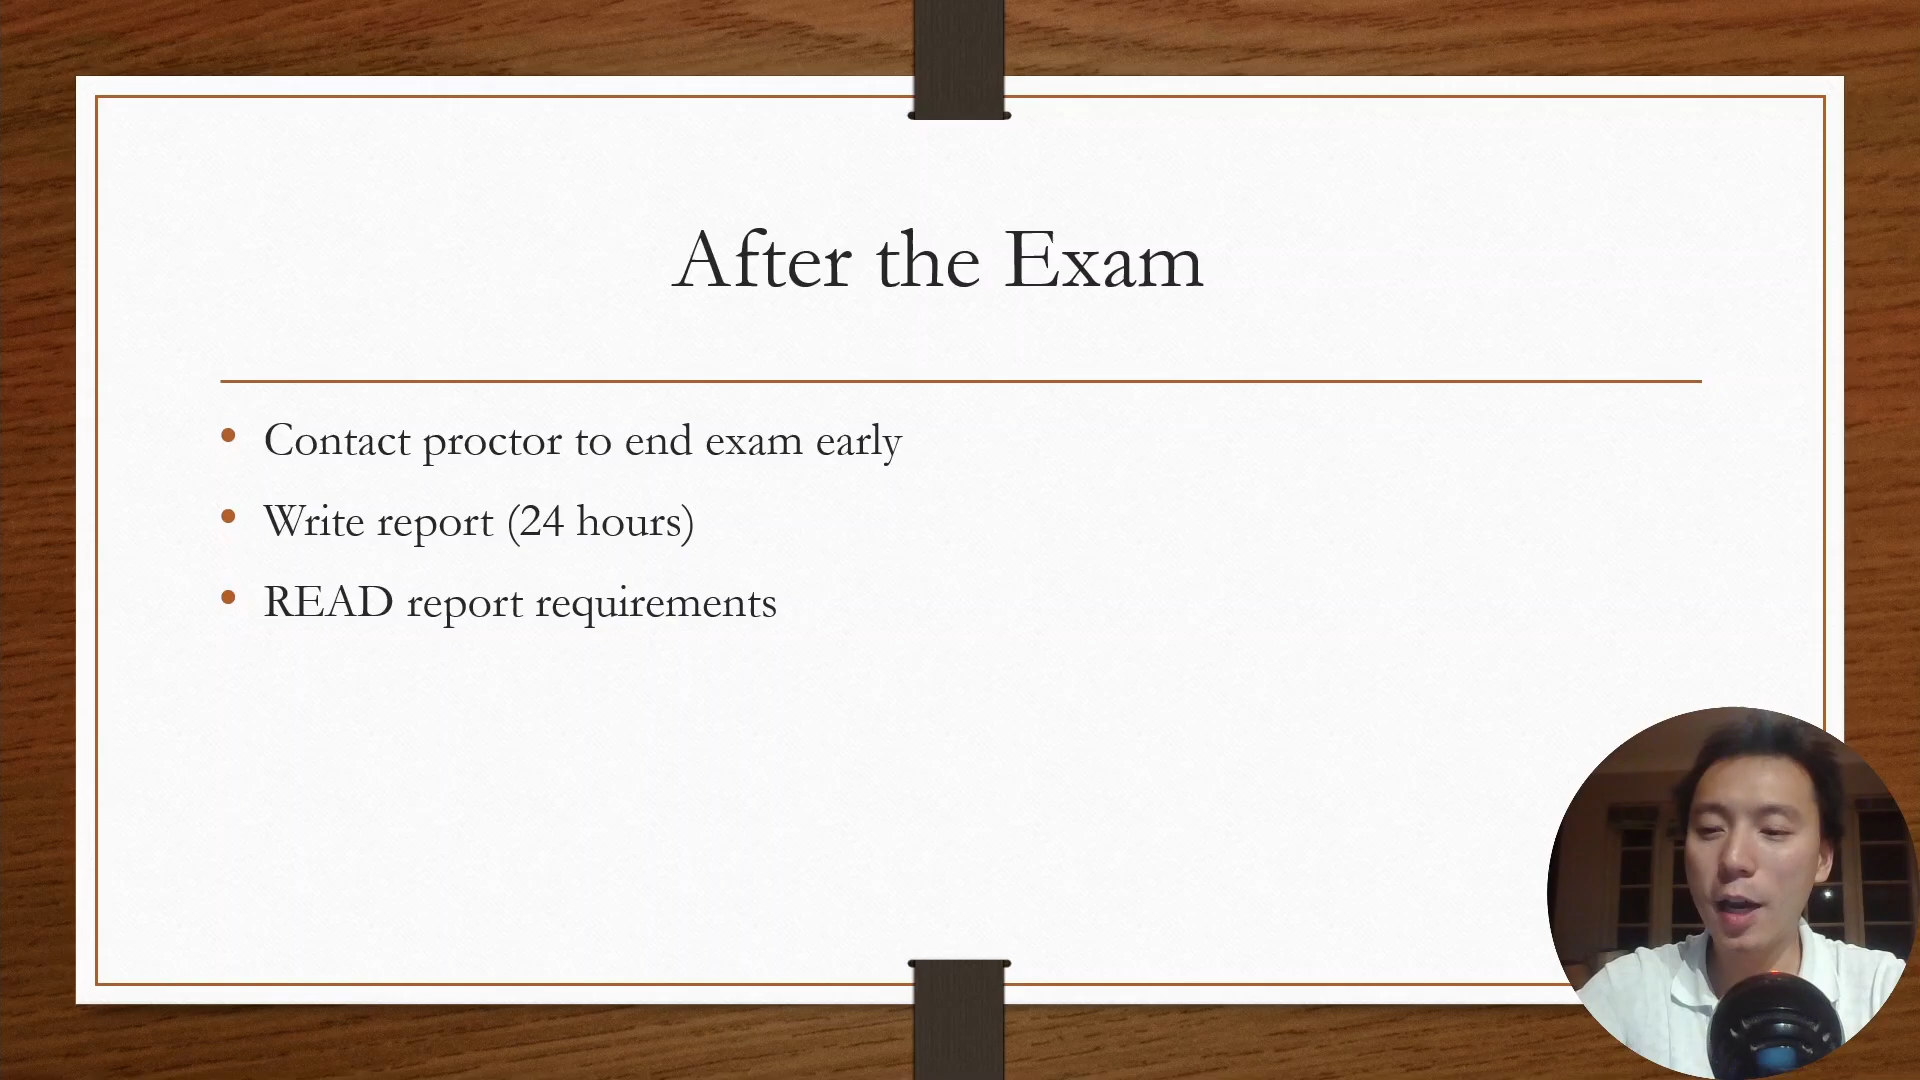 After the Exam
Contact proctor to end exam early
Write report (24 hours)
READ report requirements